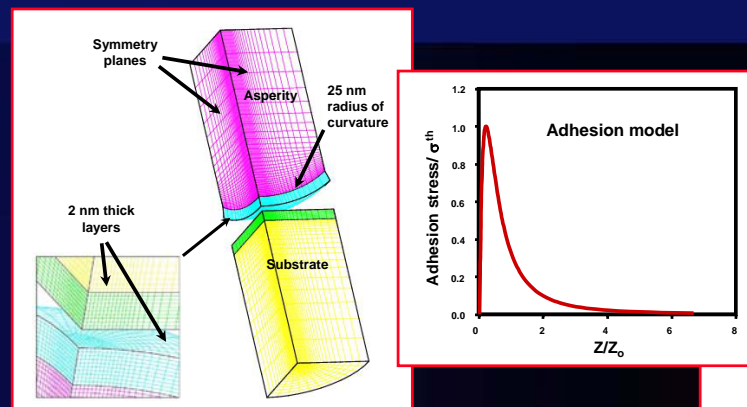 Symmetry
planes
Asperity
25 nm
radius of
curvature
2 nm thick
layers
Substrate
Adhesion model
Adhesion stress/ σᵗʰ
1.2
1.0
0.8
0.6
0.4
0.2
0.0
0 2 4 6 8
Z/Zₒ